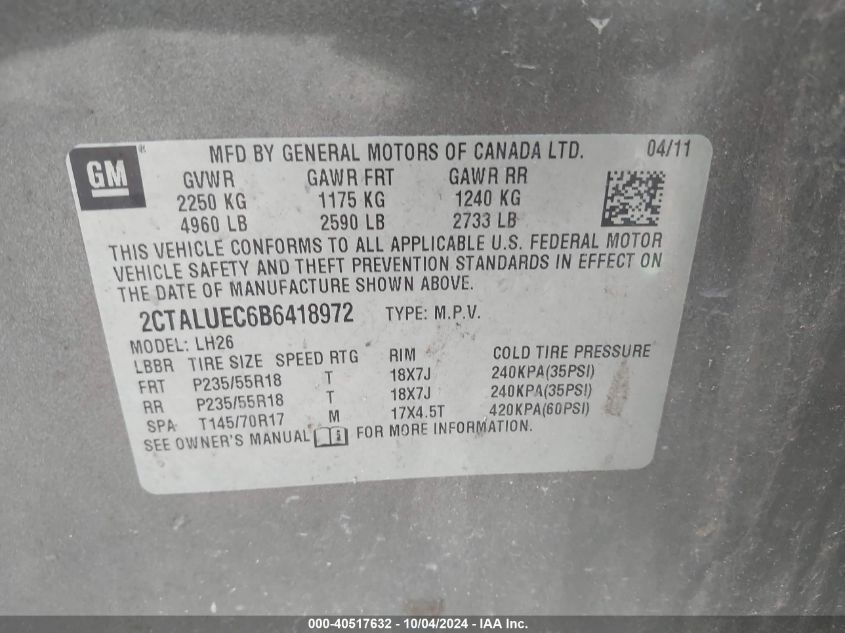 GM® MFD BY GENERAL MOTORS OF CANADA LTD. 04/11
GVWR GAWR FRT GAWR RR
2250 KG 1175 KG 1240 KG
4960 LB 2590 LB 2733 LB
THIS VEHICLE CONFORMS TO ALL APPLICABLE U.S. FEDERAL MOTOR
VEHICLE SAFETY AND THEFT PREVENTION STANDARDS IN EFFECT ON
THE DATE OF MANUFACTURE SHOWN ABOVE.
2CTALUEC6B6418972 TYPE: M.P.V.
MODEL: LH26
LBBR TIRE SIZE SPEED RTG RIM COLD TIRE PRESSURE
FRT P235/55R18 T 18X7J 240KPA(35PSI)
RR P235/55R18 T 18X7J 240KPA(35PSI)
SPA T145/70R17 M 17X4.5T 420KPA(60PSI)
SEE OWNER'S MANUAL i FOR MORE INFORMATION.
000-40517632 - 10/04/2024 - IAA Inc.